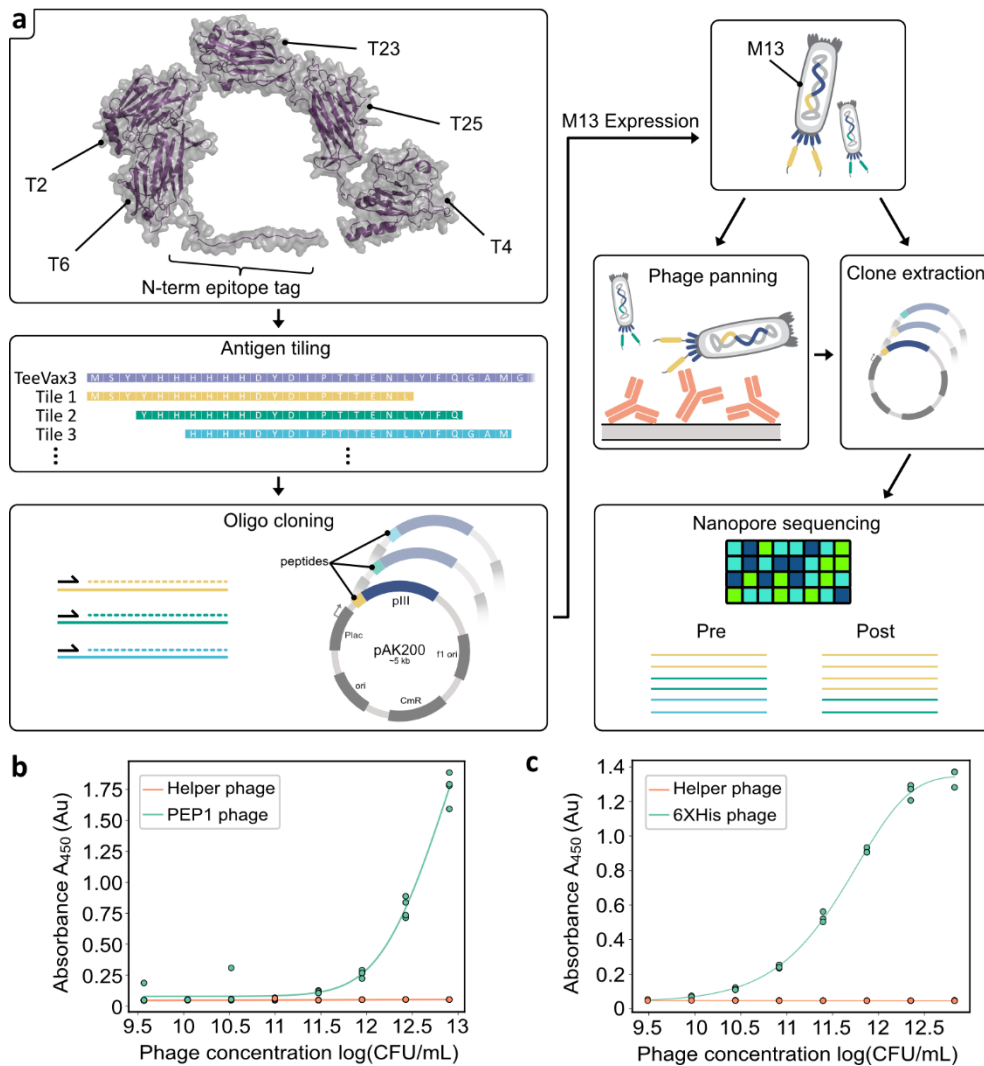 a
T23
T25
T2
T6
T4
N-term epitope tag
M13 Expression
M13
Phage panning
Clone extraction
Antigen tiling
TeeVax3 M S Y Y H H H H H H D Y D I P T T E N L Y F Q G A M G
Tile 1 M S Y Y H H H H H H D Y D I P T T E N L
Tile 2 Y H H H H H H D Y D I P T T E N L Y F Q
Tile 3 H H H H D Y D I P T T E N L Y F Q G A M
Oligo cloning
peptides
pIII
Plac
pAK200
~5 kb
f1 ori
ori
CmR
Nanopore sequencing
Pre Post
b
Helper phage
PEP1 phage
Absorbance A450 (Au)
1.75
1.50
1.25
1.00
0.75
0.50
0.25
0
9.5 10 10.5 11 11.5 12 12.5 13
Phage concentration log(CFU/mL)
c
Helper phage
6XHis phage
Absorbance A450 (Au)
1.4
1.2
1.0
0.8
0.6
0.4
0.2
0
9.5 10 10.5 11 11.5 12 12.5
Phage concentration log(CFU/mL)